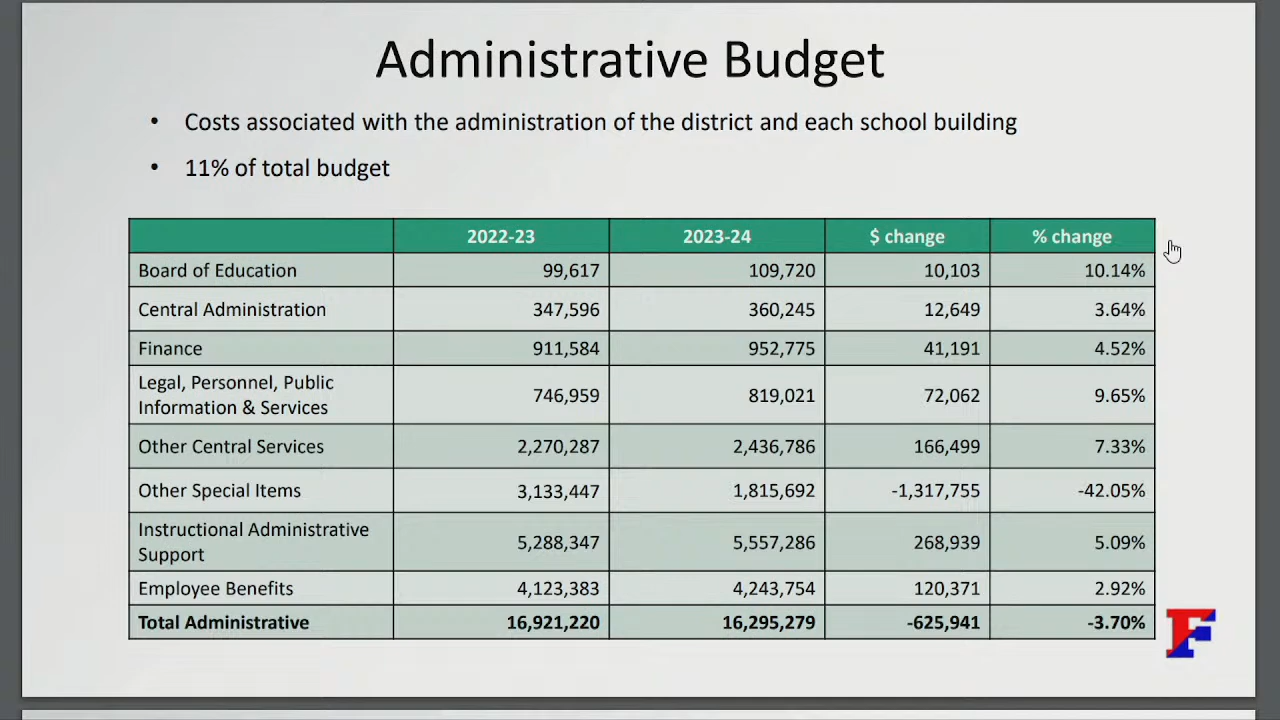 Administrative Budget
• Costs associated with the administration of the district and each school building
• 11% of total budget
2022-23 2023-24 $ change % change
Board of Education 99,617 109,720 10,103 10.14%
Central Administration 347,596 360,245 12,649 3.64%
Finance 911,584 952,775 41,191 4.52%
Legal, Personnel, Public
Information & Services 746,959 819,021 72,062 9.65%
Other Central Services 2,270,287 2,436,786 166,499 7.33%
Other Special Items 3,133,447 1,815,692 -1,317,755 -42.05%
Instructional Administrative
Support 5,288,347 5,557,286 268,939 5.09%
Employee Benefits 4,123,383 4,243,754 120,371 2.92%
Total Administrative 16,921,220 16,295,279 -625,941 -3.70%
F